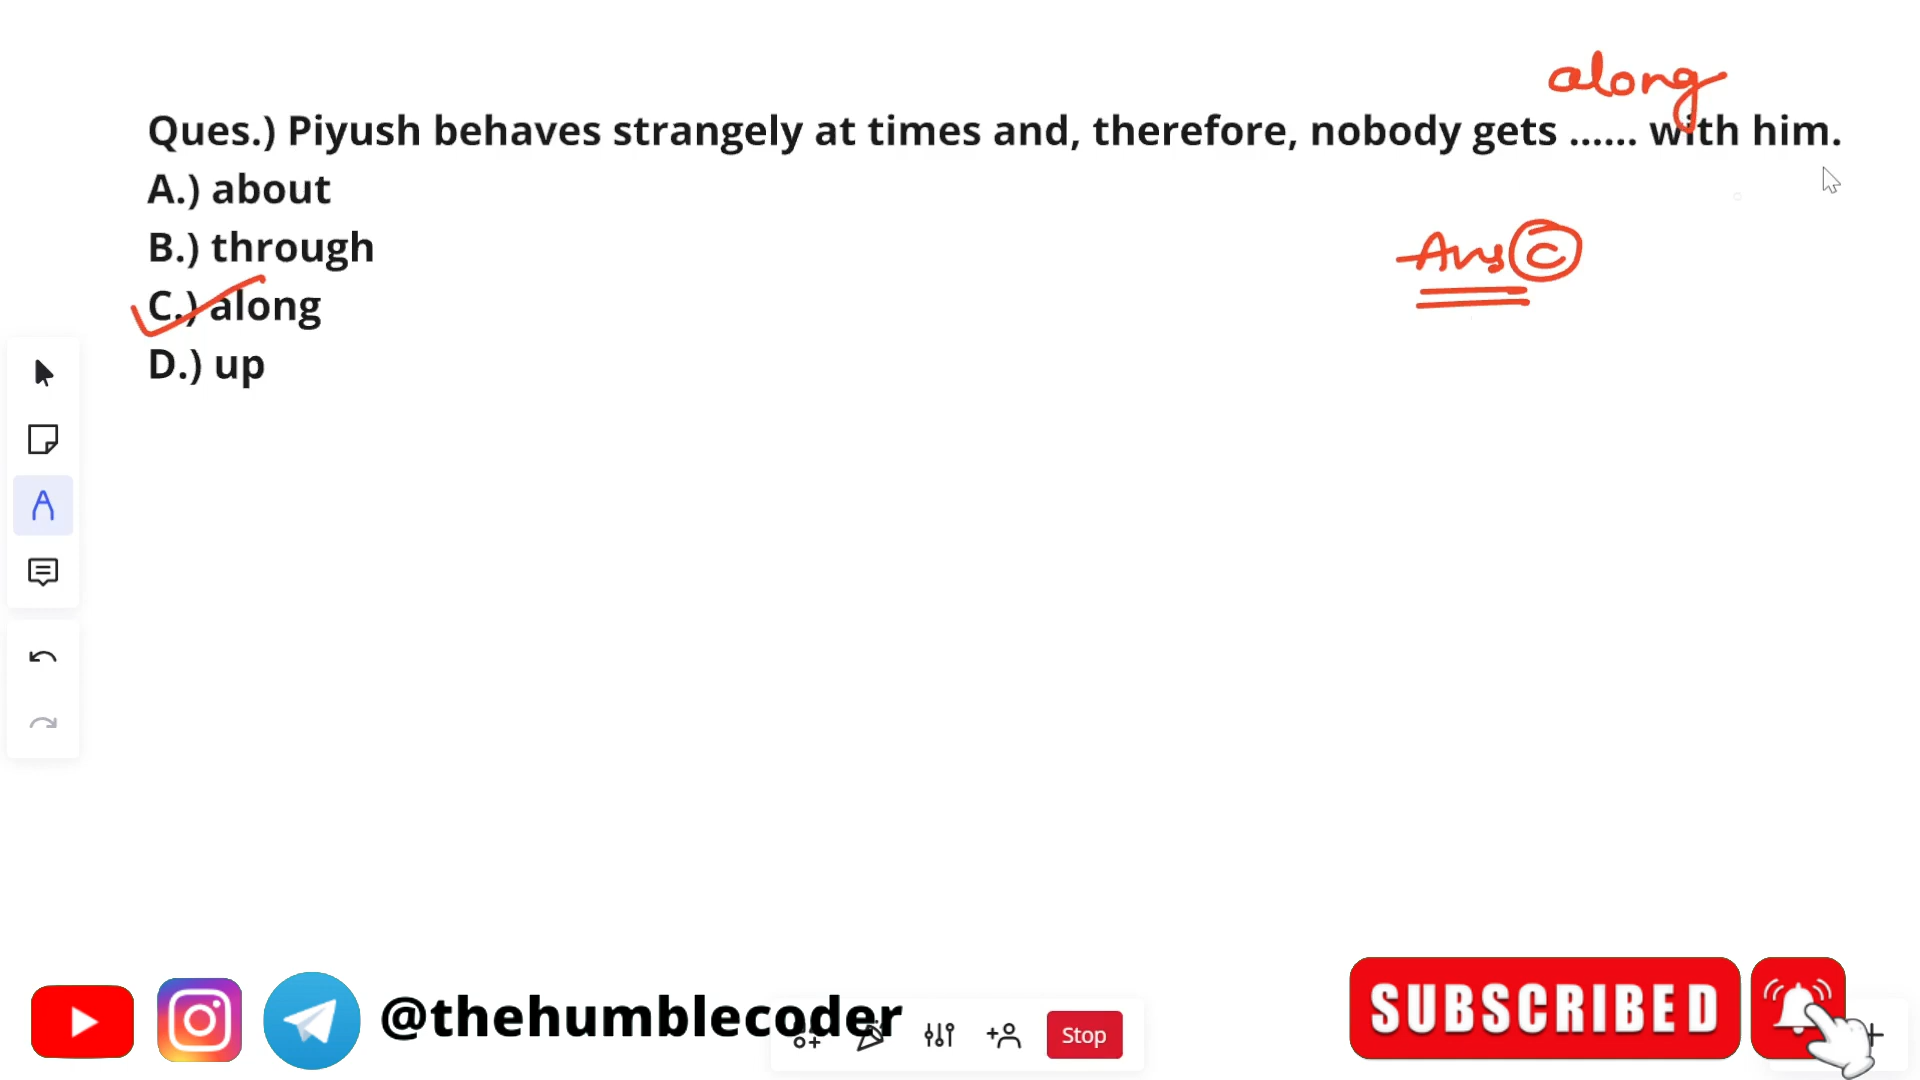 along
Ques.) Piyush behaves strangely at times and, therefore, nobody gets ...... with him.
A.) about
B.) through
C.) along
D.) up
Ans C
A
@thehumblecoder
Stop
SUBSCRIBED